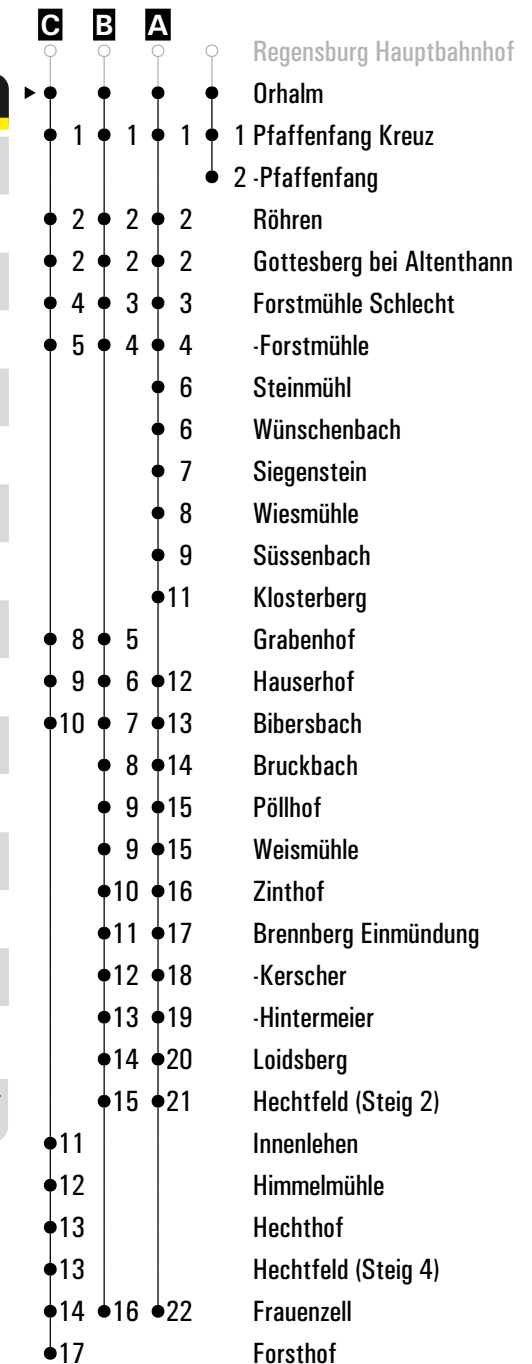 C B A
Regensburg Hauptbahnhof
Orhalm
1 1 1 1 Pfaffenfang Kreuz
2 -Pfaffenfang
2 2 2 Röhren
2 2 2 Gottesberg bei Altenthann
4 3 3 Forstmühle Schlecht
5 4 4 -Forstmühle
6 Steinmühl
6 Wünschenbach
7 Siegenstein
8 Wiesmühle
9 Süssenbach
11 Klosterberg
8 5 Grabenhof
9 6 12 Hauserhof
10 7 13 Bibersbach
8 14 Bruckbach
9 15 Pöllhof
9 15 Weismühle
10 16 Zinthof
11 17 Brennberg Einmündung
12 18 -Kerscher
13 19 -Hintermeier
14 20 Loidsberg
15 21 Hechtfeld (Steig 2)
11 Innenlehen
12 Himmelmühle
13 Hechthof
13 Hechtfeld (Steig 4)
14 16 22 Frauenzell
17 Forsthof